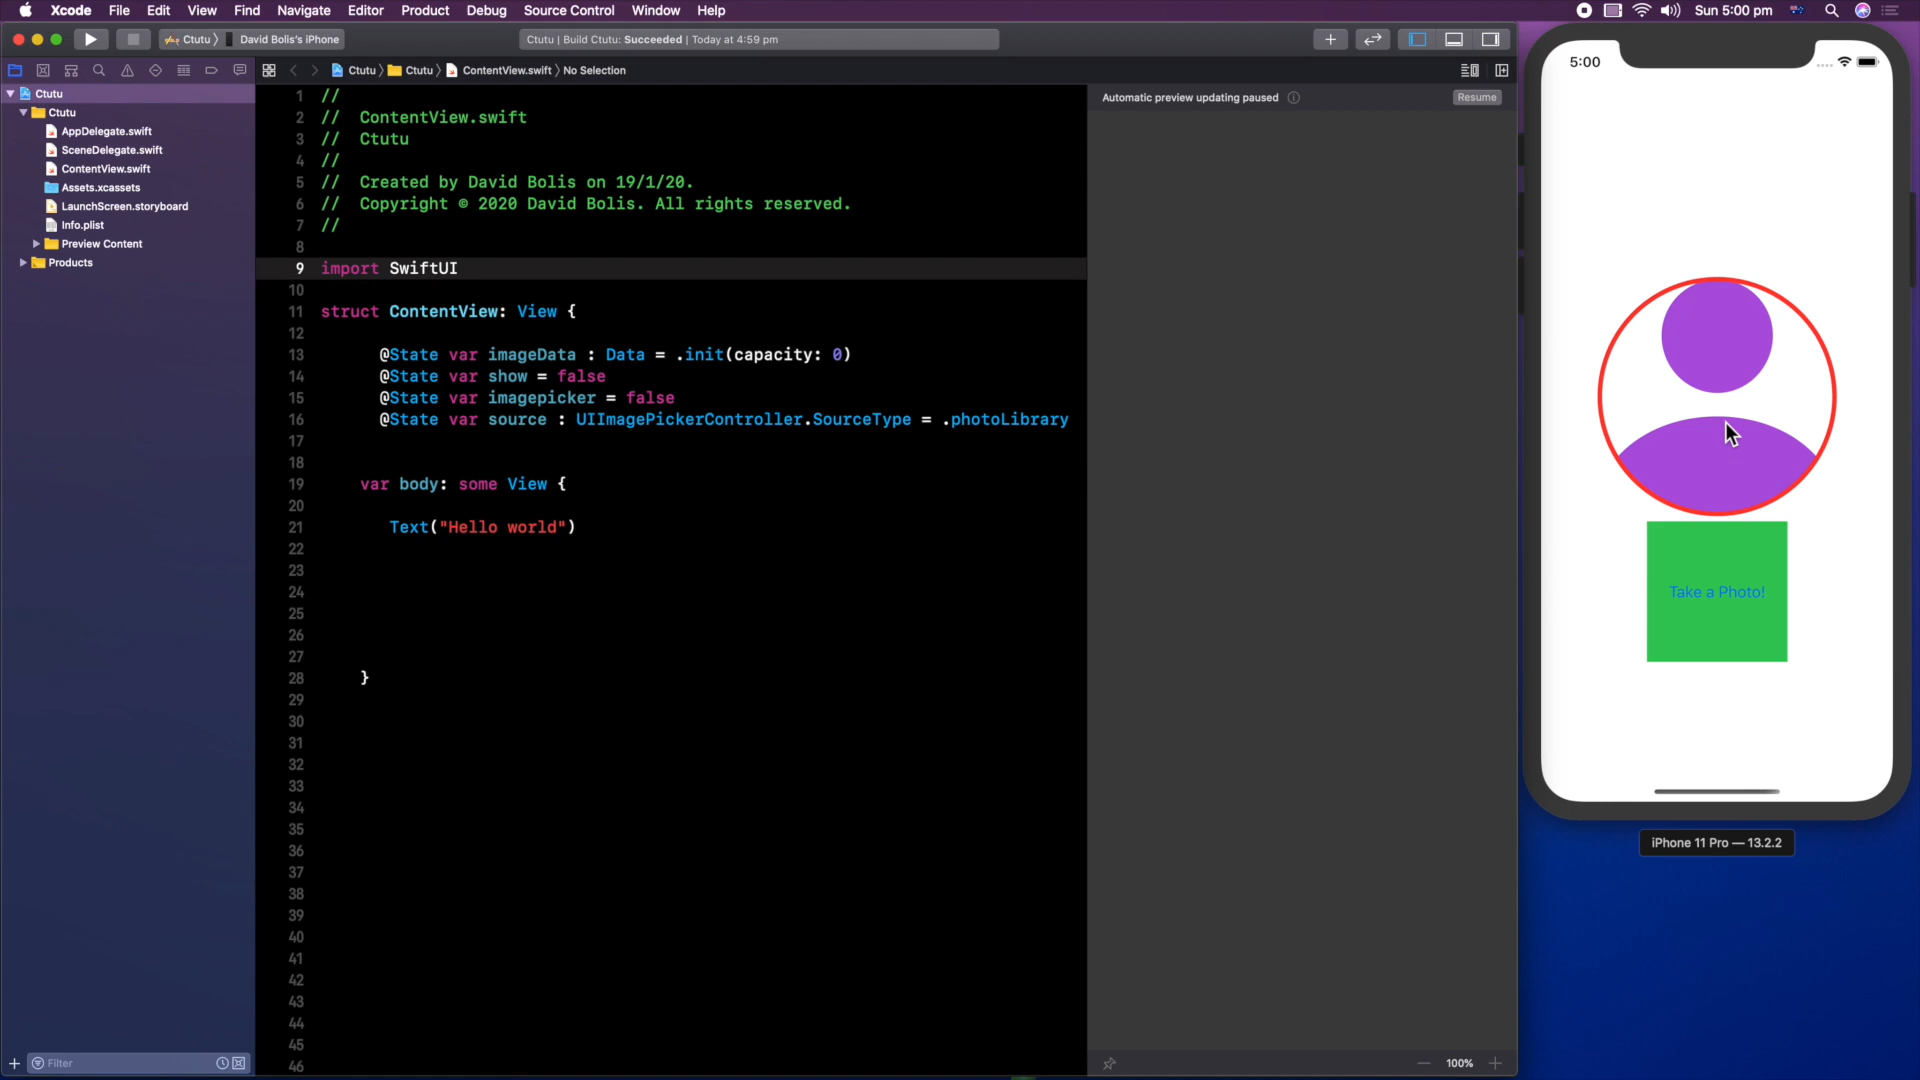 Xcode File Edit View Find Navigate Editor Product Debug Source Control Window Help
Sun 5:00 pm
Ctutu 〉 David Bolis's iPhone
Ctutu | Build Ctutu: Succeeded | Today at 4:59 pm
Ctutu 〉 Ctutu 〉 ContentView.swift 〉 No Selection
Ctutu
Ctutu
AppDelegate.swift
SceneDelegate.swift
ContentView.swift
Assets.xcassets
LaunchScreen.storyboard
Info.plist
Preview Content
Products
Filter
1 //
2 // ContentView.swift
3 // Ctutu
4 //
5 // Created by David Bolis on 19/1/20.
6 // Copyright © 2020 David Bolis. All rights reserved.
7 //
8
9 import SwiftUI
10
11 struct ContentView: View {
12
13 @State var imageData : Data = .init(capacity: 0)
14 @State var show = false
15 @State var imagepicker = false
16 @State var source : UIImagePickerController.SourceType = .photoLibrary
17
18
19 var body: some View {
20
21 Text("Hello world")
22
23
24
25
26
27
28 }
29
30
31
32
33
34
35
36
37
38
39
40
41
42
43
44
45
46
Automatic preview updating paused
Resume
100%
5:00
Take a Photo!
iPhone 11 Pro — 13.2.2